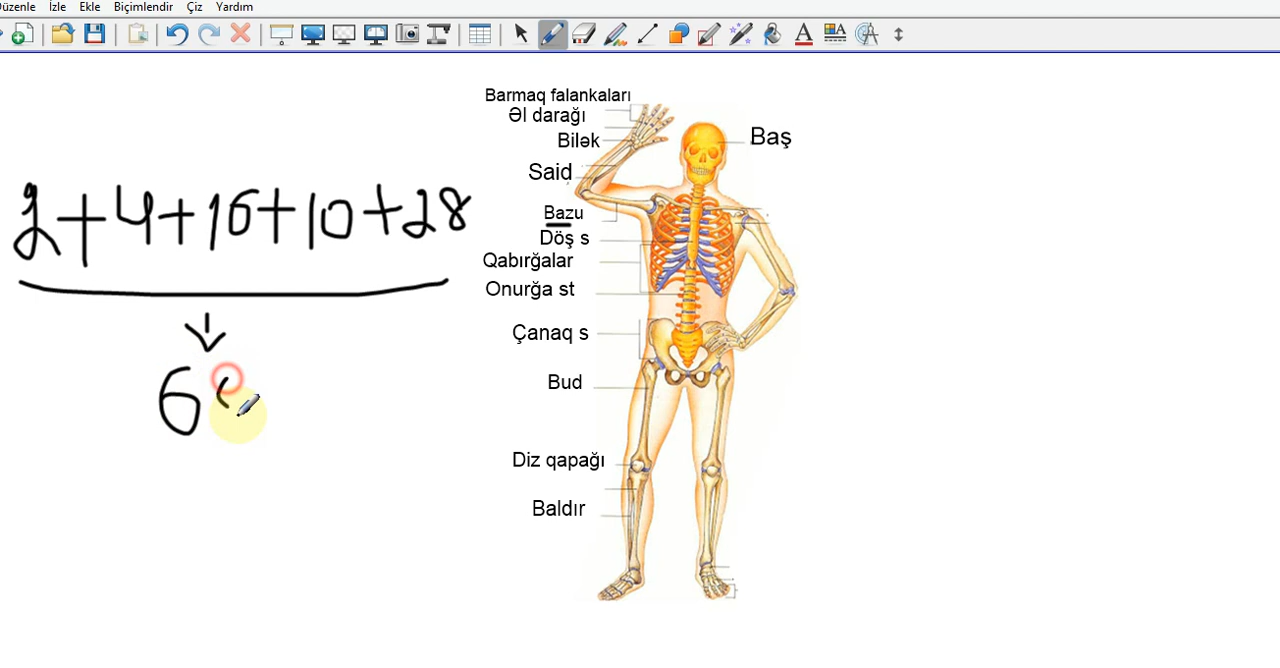 Düzenle İzle Ekle Biçimlendir Çiz Yardım
2+4+16+10+28
6
Barmaq falankaları
Əl darağı
Bilək
Said
Bazu
Döş s
Qabırğalar
Onurğa st
Çanaq s
Bud
Diz qapağı
Baldır
Baş